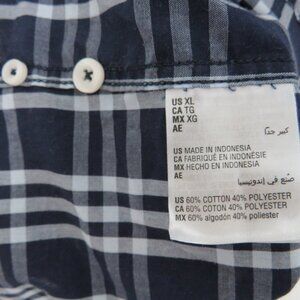 US XL
CA TG
MX XG
AE كبير جدًا
US MADE IN INDONESIA
CA FABRIQUÉ EN INDONÉSIE
MX HECHO EN INDONESIA
AE صنع في إندونيسيا
US 60% COTTON 40% POLYESTER
CA 60% COTON 40% POLYESTER
MX 60% algodón 40% poliester